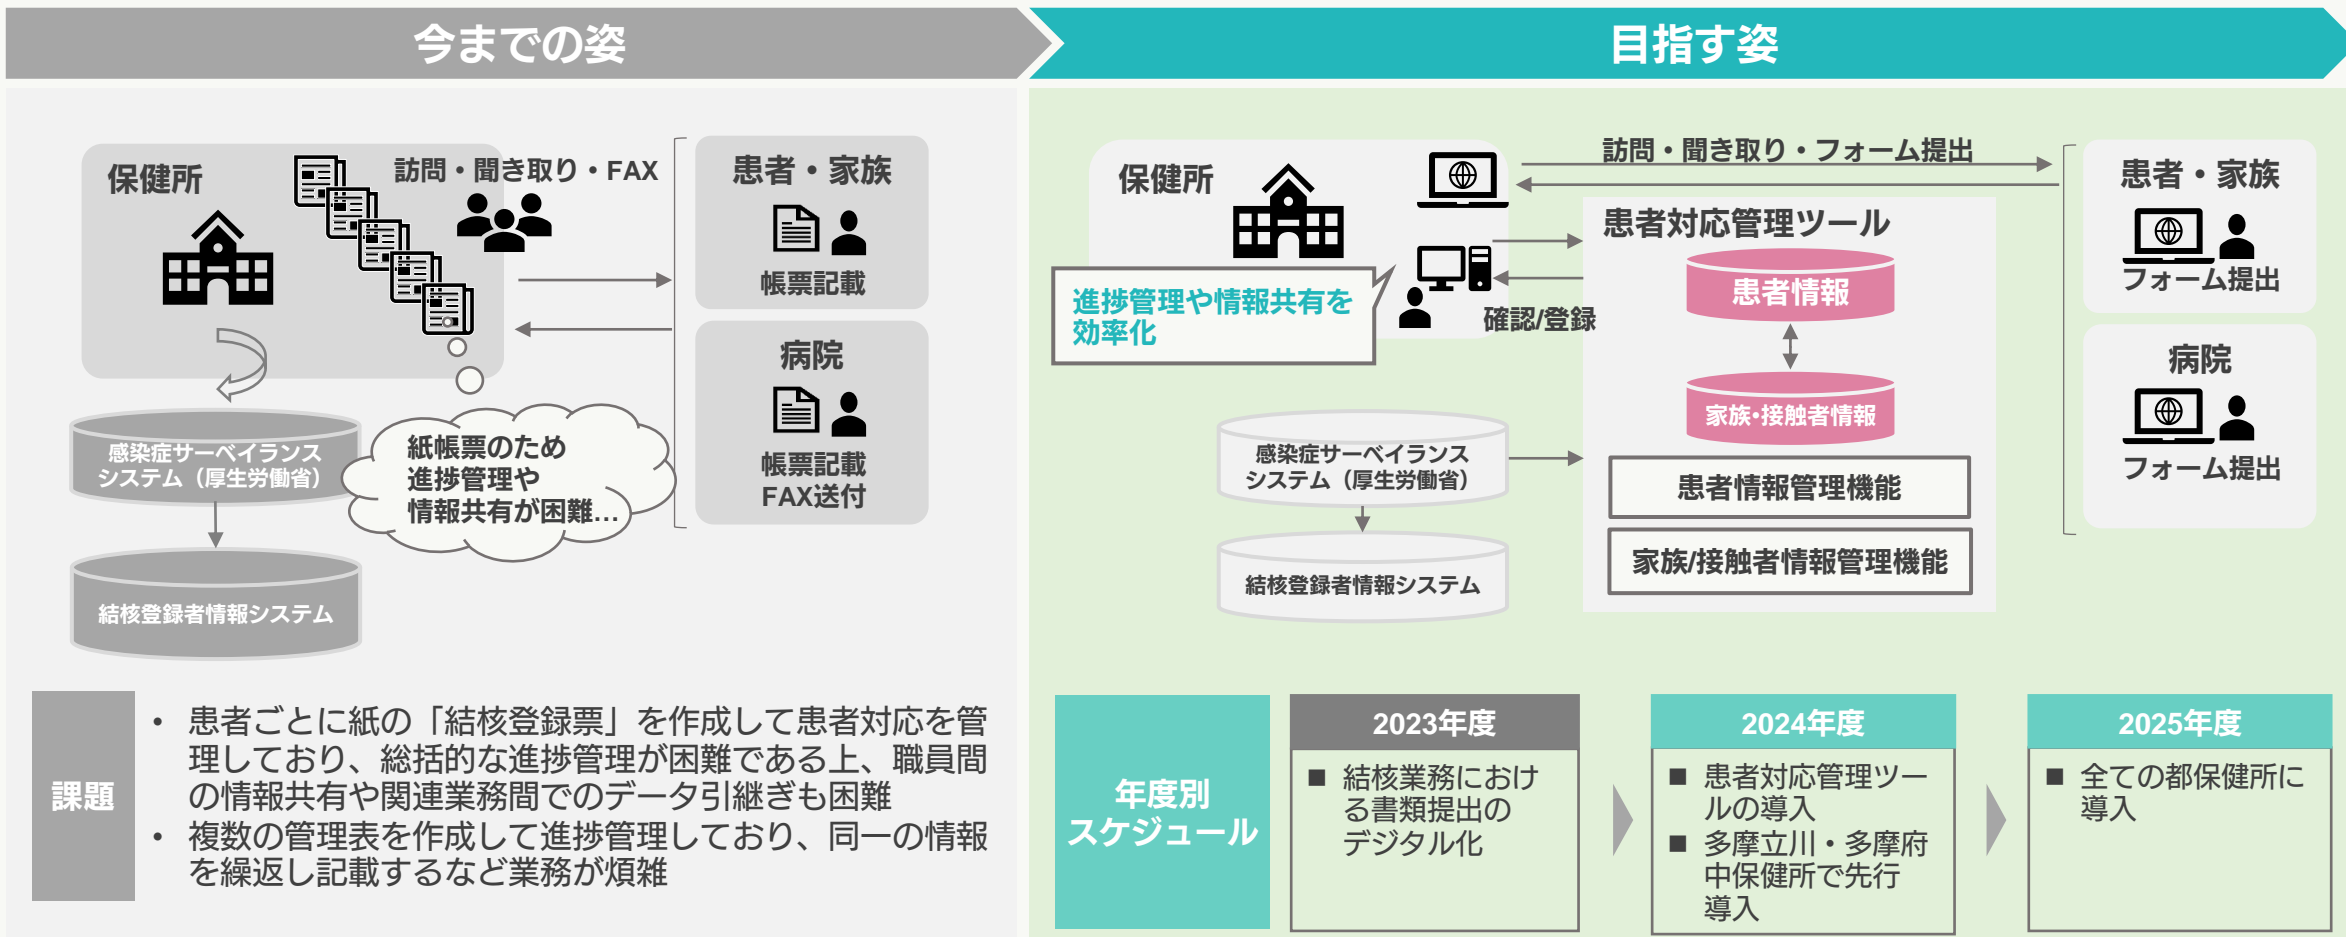 今までの姿
保健所
訪問・聞き取り・FAX
患者・家族
帳票記載
病院
帳票記載
FAX送付
紙帳票のため
進捗管理や
情報共有が困難…
感染症サーベイランス
システム（厚生労働省）
結核登録者情報システム
課題
• 患者ごとに紙の「結核登録票」を作成して患者対応を管
理しており、総括的な進捗管理が困難である上、職員間
の情報共有や関連業務間でのデータ引継ぎも困難
• 複数の管理表を作成して進捗管理しており、同一の情報
を繰返し記載するなど業務が煩雑
目指す姿
保健所
訪問・聞き取り・フォーム提出
患者・家族
フォーム提出
病院
フォーム提出
進捗管理や情報共有を
効率化
確認/登録
患者対応管理ツール
患者情報
家族・接触者情報
患者情報管理機能
家族/接触者情報管理機能
感染症サーベイランス
システム（厚生労働省）
結核登録者情報システム
年度別
スケジュール
2023年度
■ 結核業務におけ
る書類提出の
デジタル化
2024年度
■ 患者対応管理ツー
ルの導入
■ 多摩立川・多摩府
中保健所で先行
導入
2025年度
■ 全ての都保健所に
導入